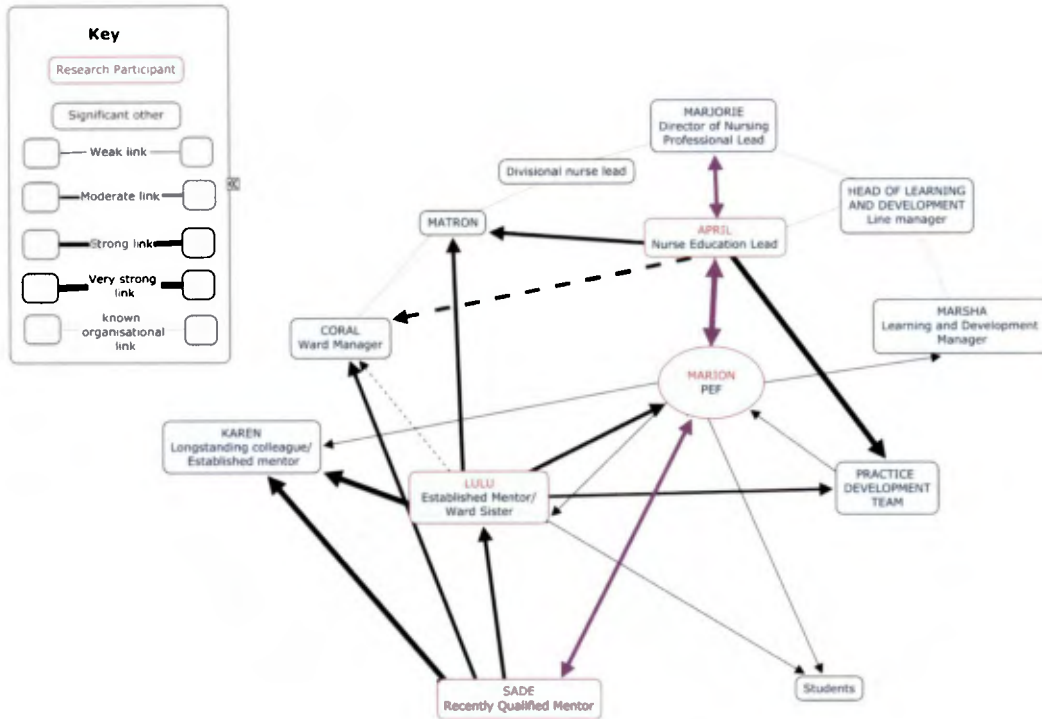 Key
Research Participant
Significant other
Weak link
Moderate link
Strong link
Very strong
link
known
organisational
link
MARJORIE
Director of Nursing
Professional Lead
Divisional nurse lead
HEAD OF LEARNING
AND DEVELOPMENT
Line manager
MATRON
APRIL
Nurse Education Lead
CORAL
Ward Manager
MARSHA
Learning and Development
Manager
MARION
PEF
KAREN
Longstanding colleague/
Established mentor
LULU
Established Mentor/
Ward Sister
PRACTICE
DEVELOPMENT
TEAM
SADE
Recently Qualified Mentor
Students